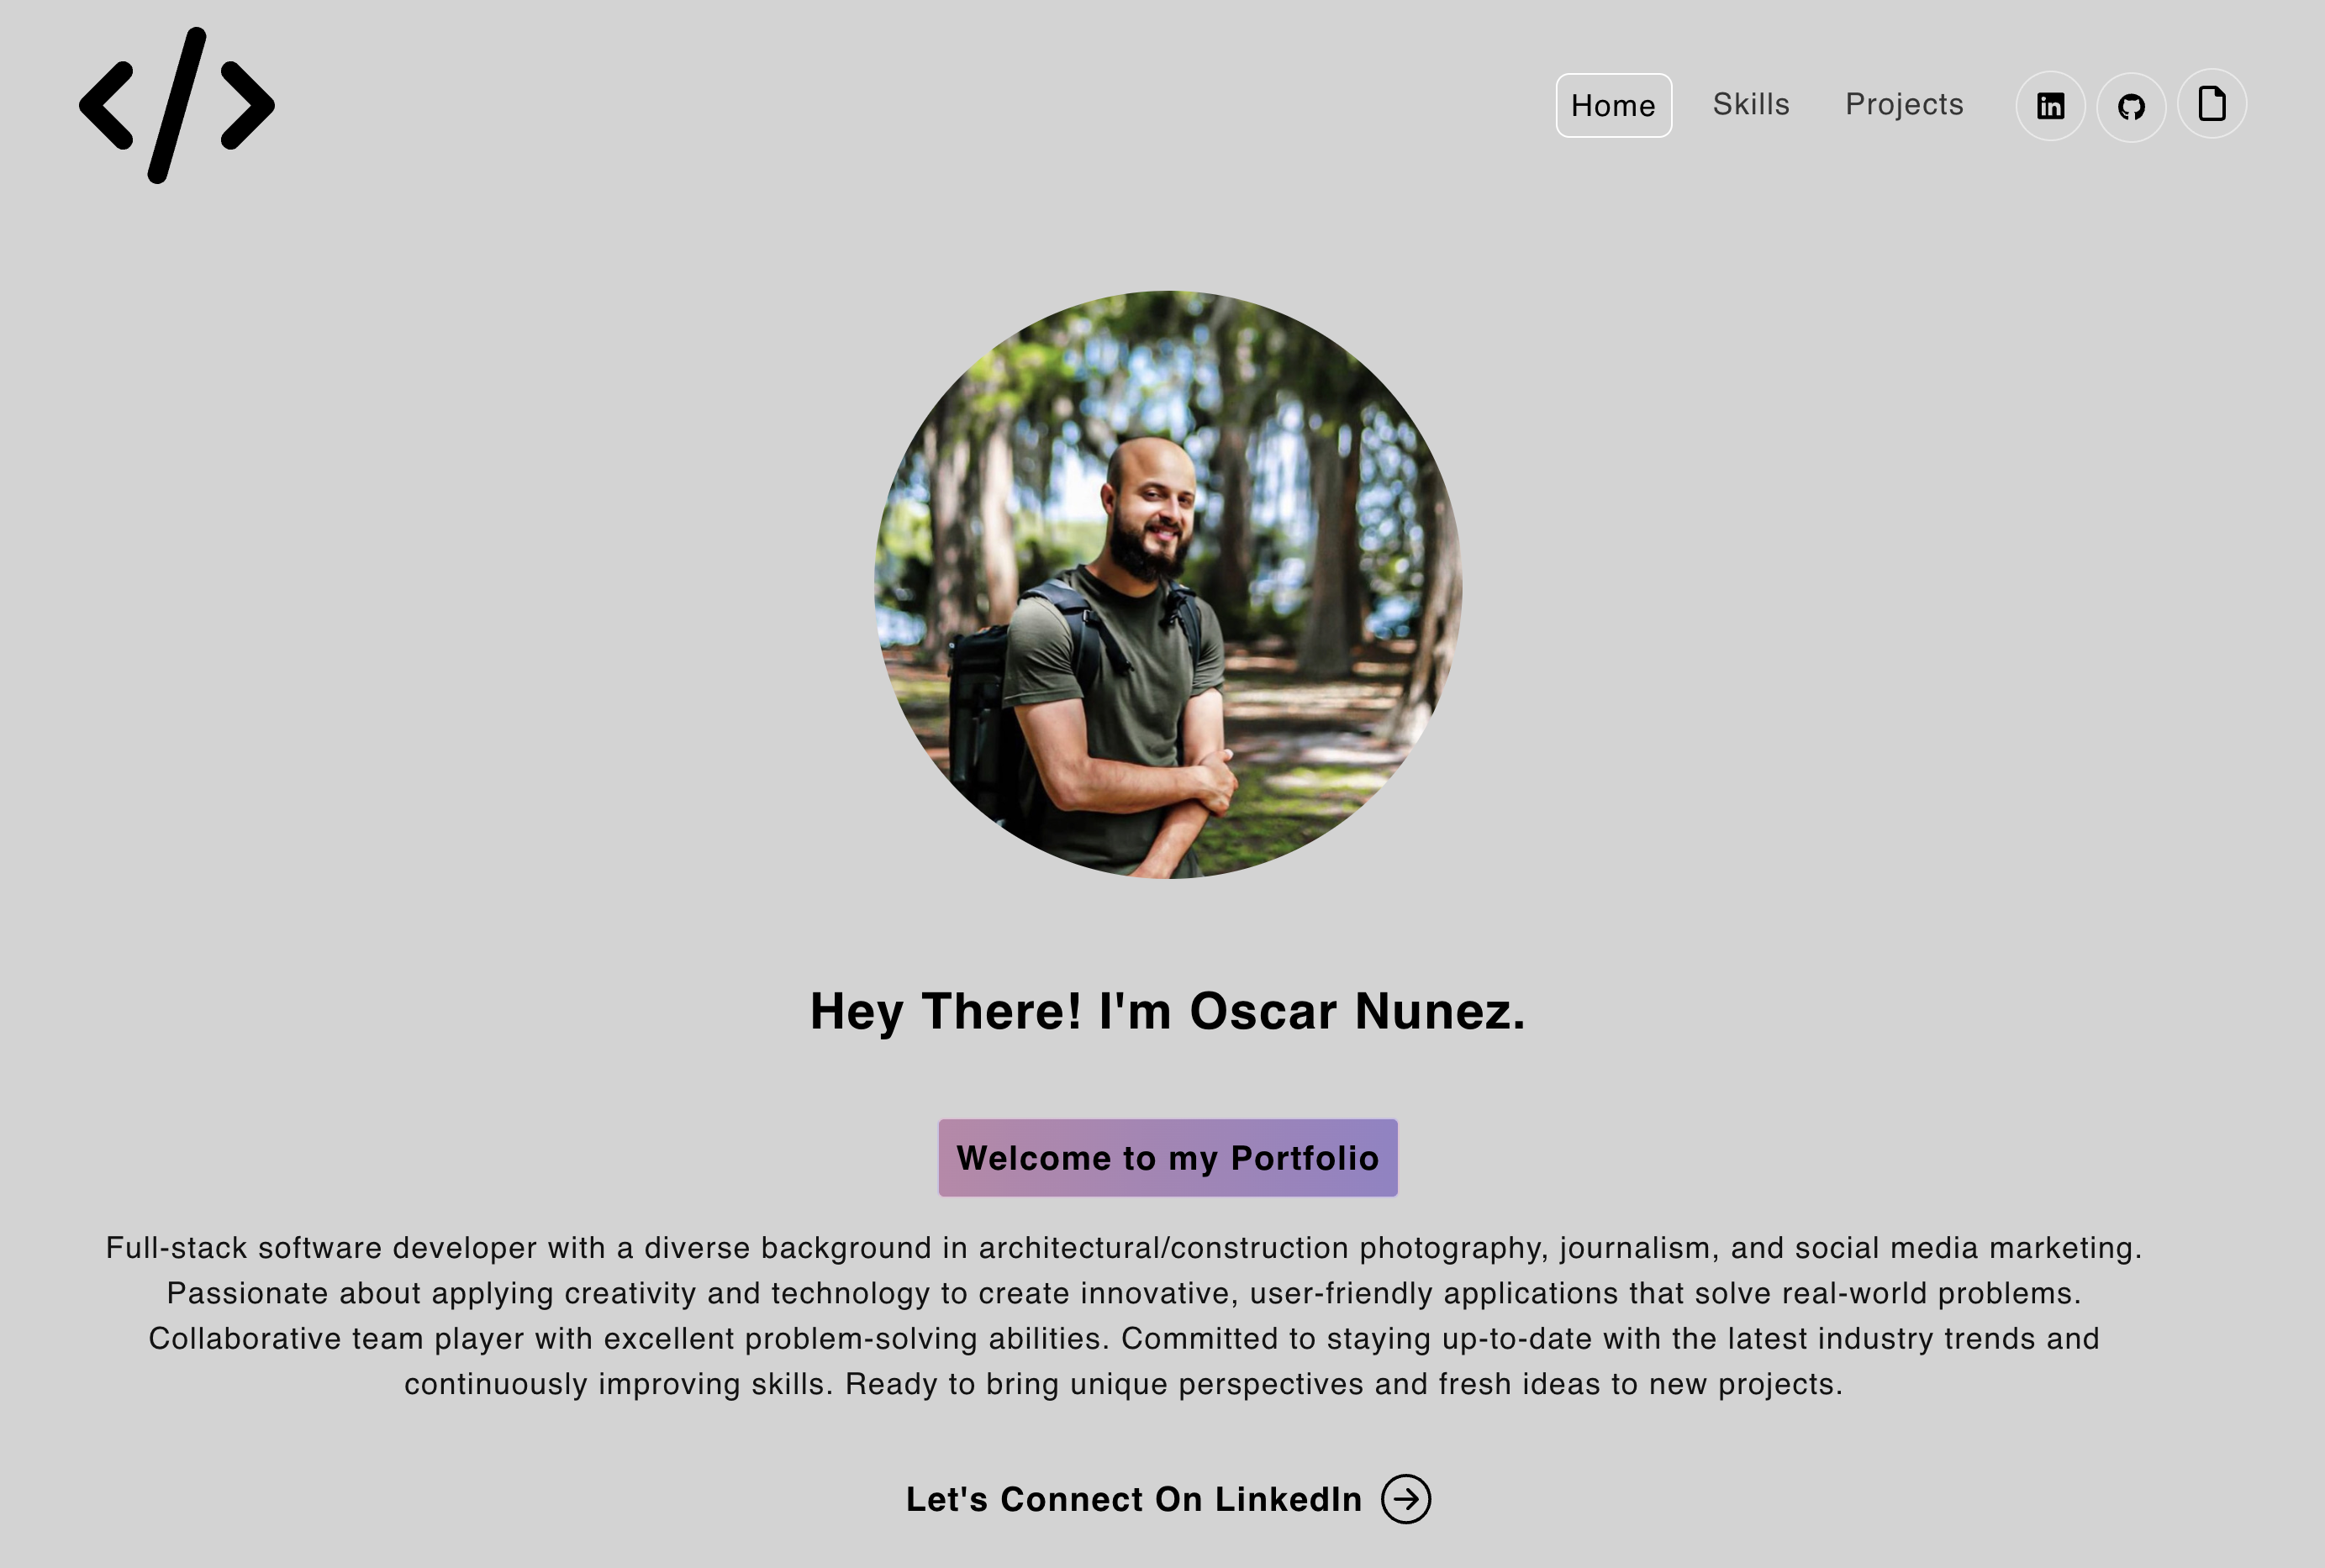 </>
Home Skills Projects
Hey There! I'm Oscar Nunez.
Welcome to my Portfolio
Full-stack software developer with a diverse background in architectural/construction photography, journalism, and social media marketing.
Passionate about applying creativity and technology to create innovative, user-friendly applications that solve real-world problems.
Collaborative team player with excellent problem-solving abilities. Committed to staying up-to-date with the latest industry trends and
continuously improving skills. Ready to bring unique perspectives and fresh ideas to new projects.
Let's Connect On LinkedIn